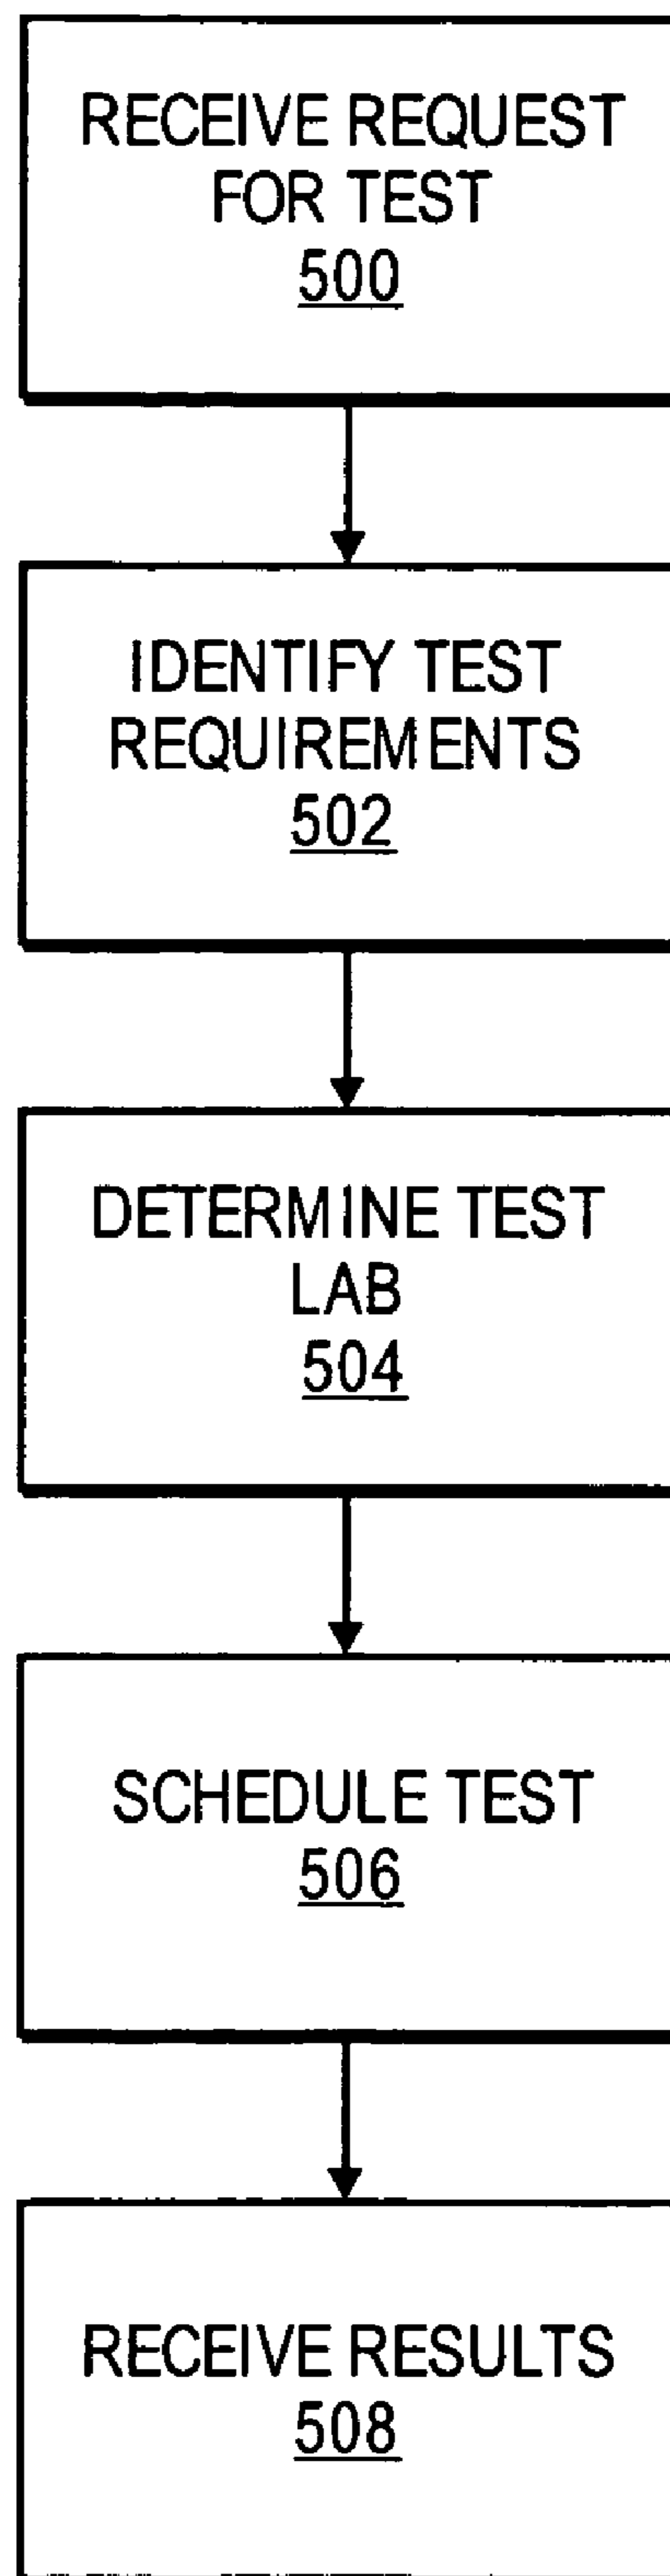 RECEIVE REQUEST
FOR TEST
500
IDENTIFY TEST
REQUIREMENTS
502
DETERMINE TEST
LAB
504
SCHEDULE TEST
506
RECEIVE RESULTS
508